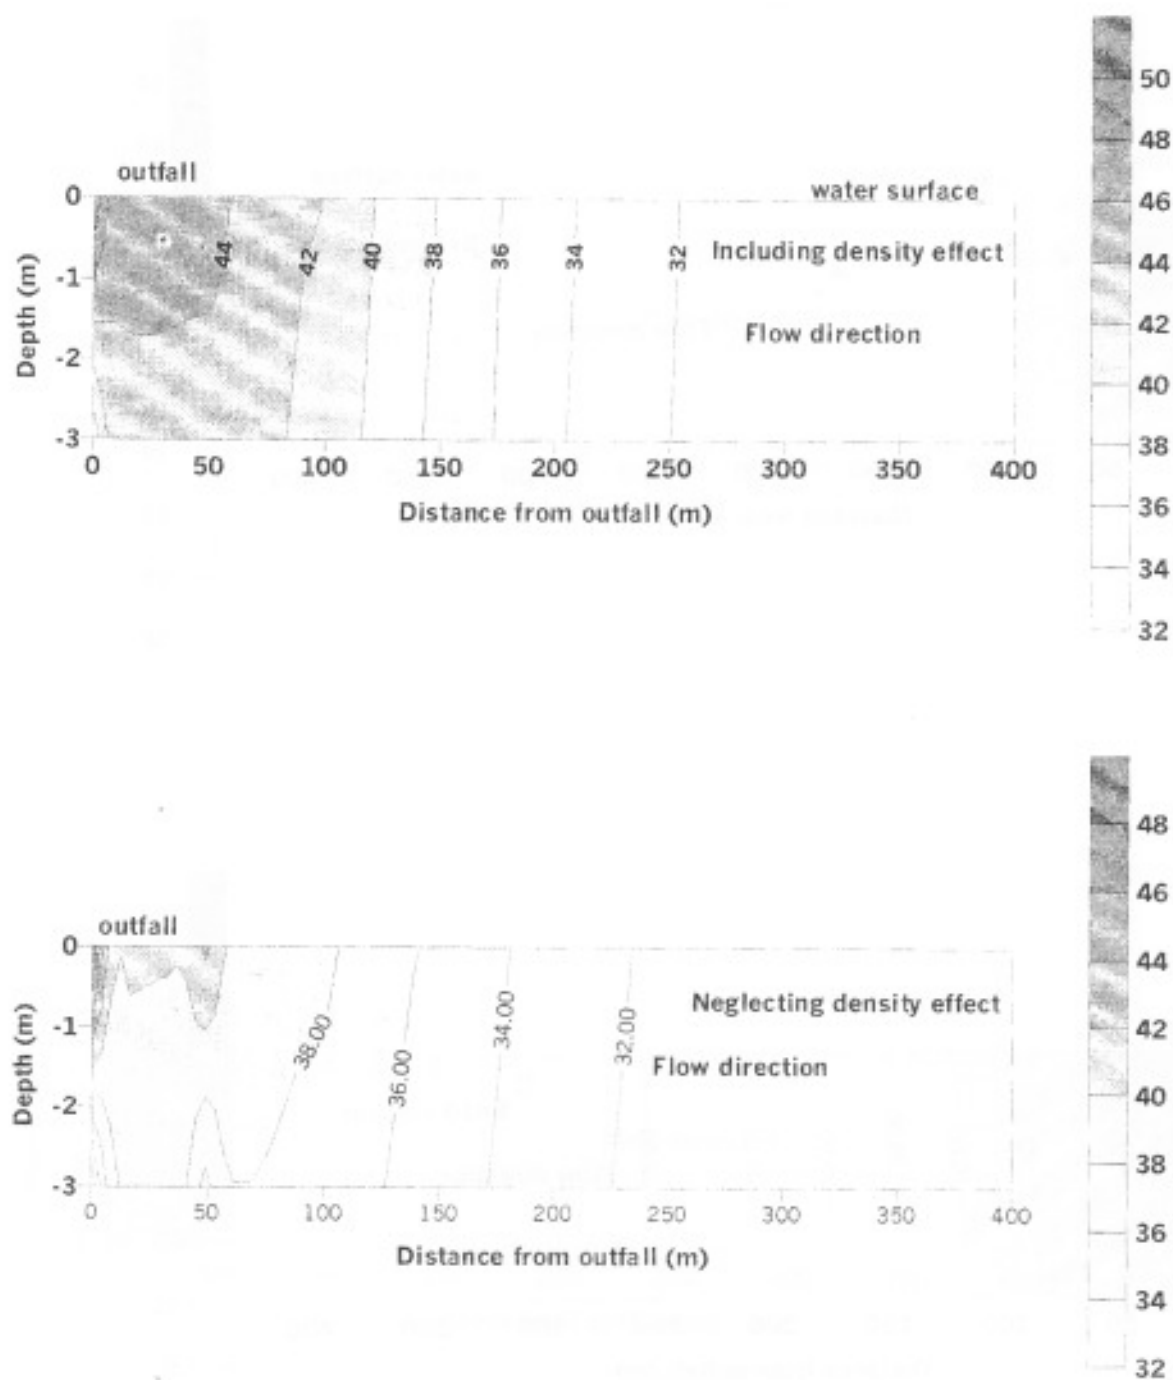 50
48
46
44
42
40
38
36
34
32
outfall
water surface
0
-1
-2
-3
Depth (m)
44
42
40
38
36
34
32
Including density effect
Flow direction
0 50 100 150 200 250 300 350 400
Distance from outfall (m)
48
46
44
42
40
38
36
34
32
outfall
0
-1
-2
-3
Depth (m)
38.00
36.00
34.00
32.00
Neglecting density effect
Flow direction
0 50 100 150 200 250 300 350 400
Distance from outfall (m)